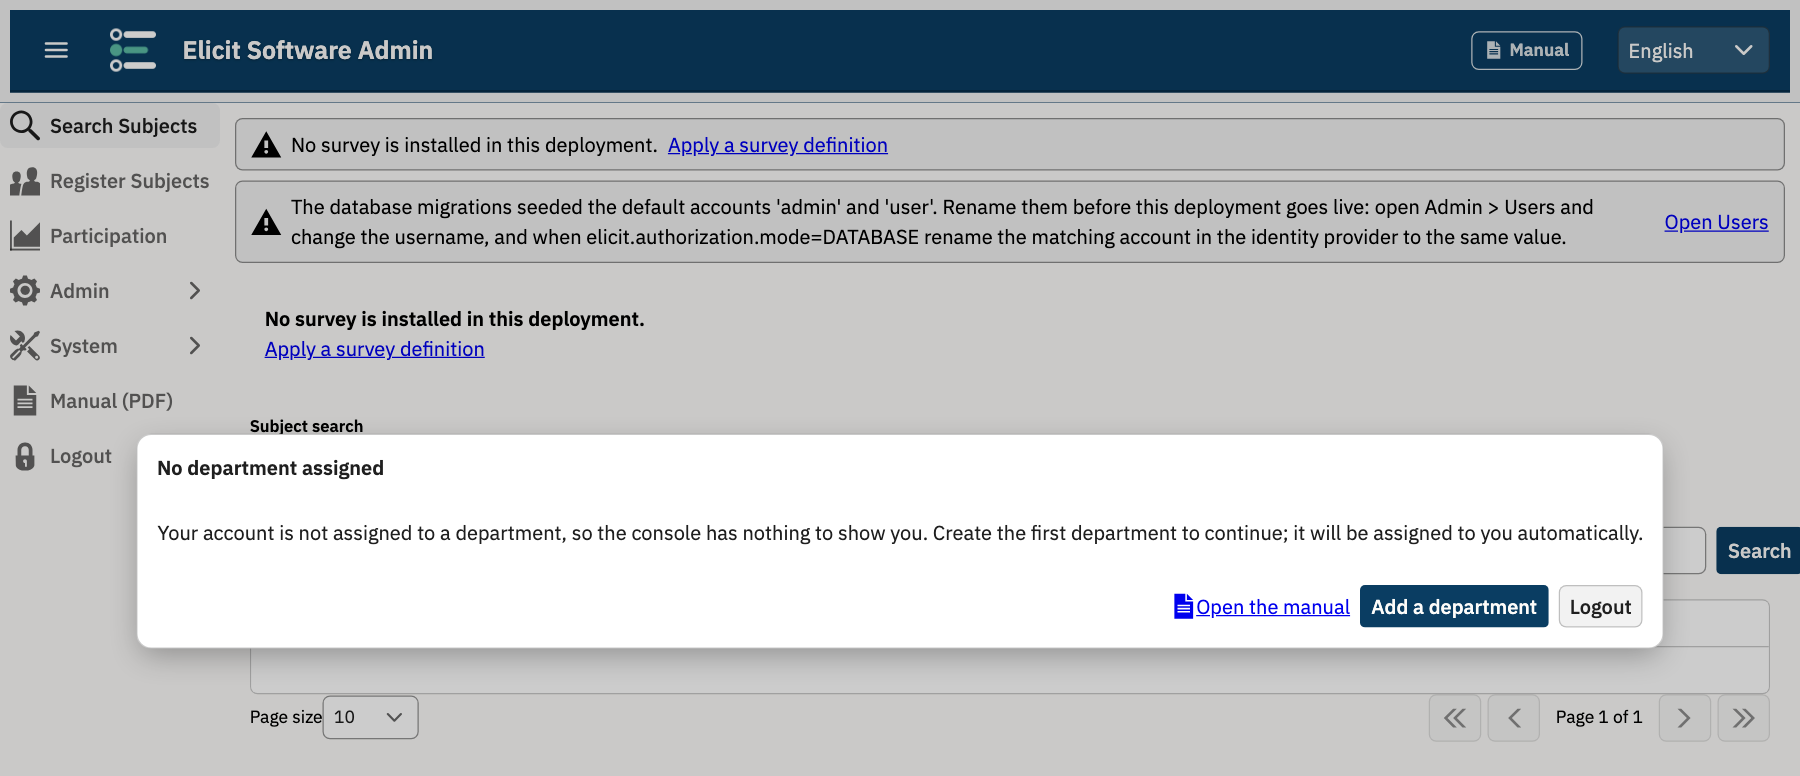 Elicit Software Admin
Manual
English
Search Subjects
Register Subjects
Participation
Admin
System
Manual (PDF)
Logout
No survey is installed in this deployment. Apply a survey definition
The database migrations seeded the default accounts 'admin' and 'user'. Rename them before this deployment goes live: open Admin > Users and
change the username, and when elicit.authorization.mode=DATABASE rename the matching account in the identity provider to the same value.
Open Users
No survey is installed in this deployment.
Apply a survey definition
Subject search
No department assigned
Your account is not assigned to a department, so the console has nothing to show you. Create the first department to continue; it will be assigned to you automatically.
Open the manual
Add a department
Logout
Search
Page size
10
Page 1 of 1